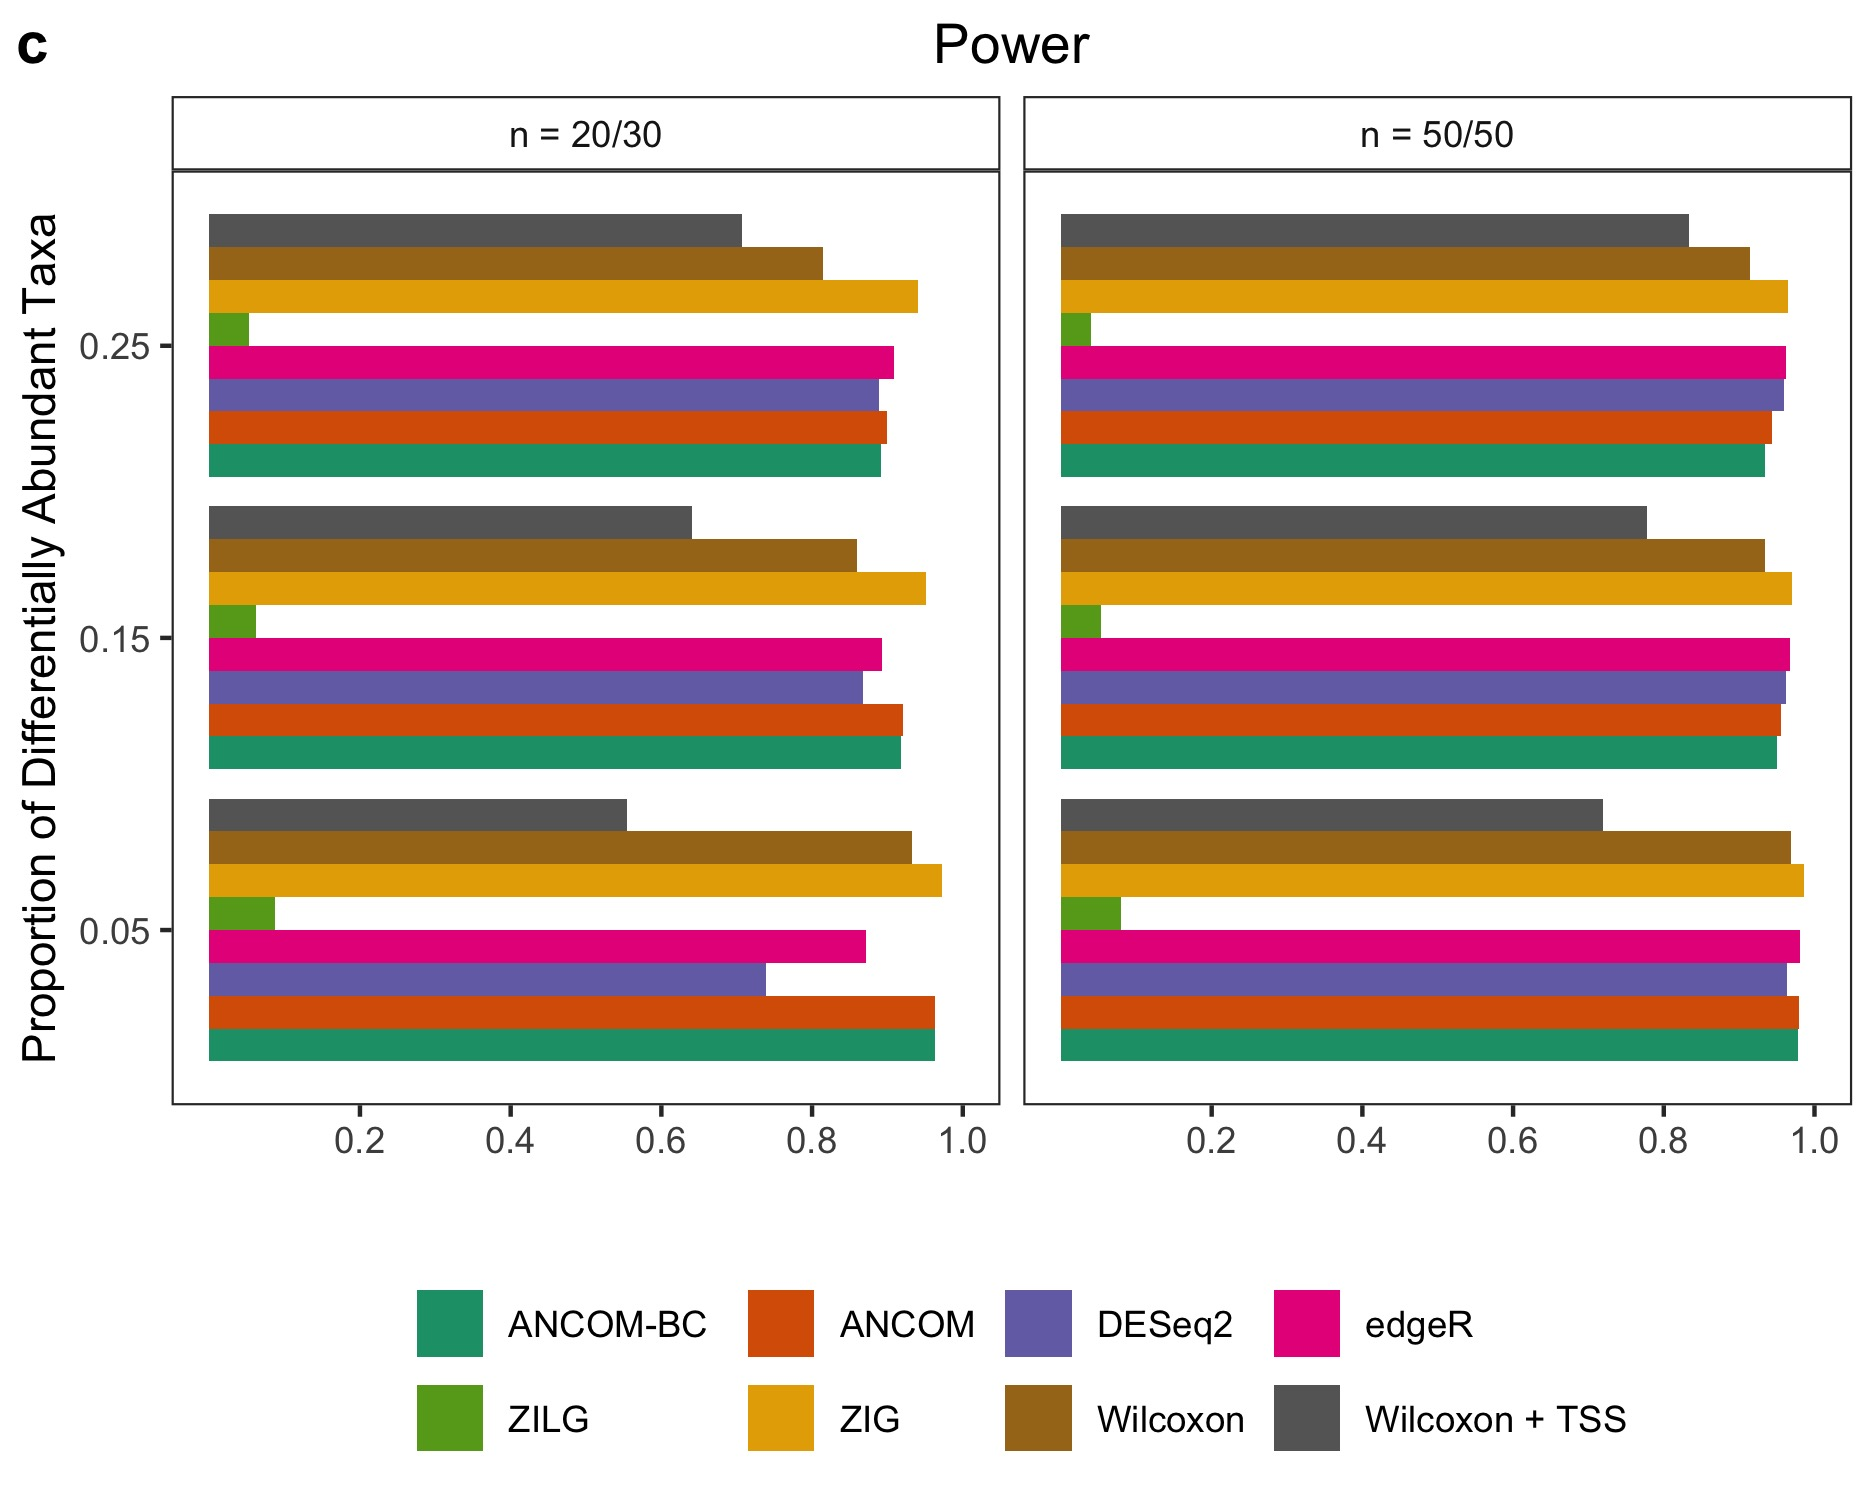 c
Power
n = 20/30
n = 50/50
Proportion of Differentially Abundant Taxa
0.25
0.15
0.05
0.2 0.4 0.6 0.8 1.0
0.2 0.4 0.6 0.8 1.0
ANCOM-BC ANCOM DESeq2 edgeR
ZILG ZIG Wilcoxon Wilcoxon + TSS